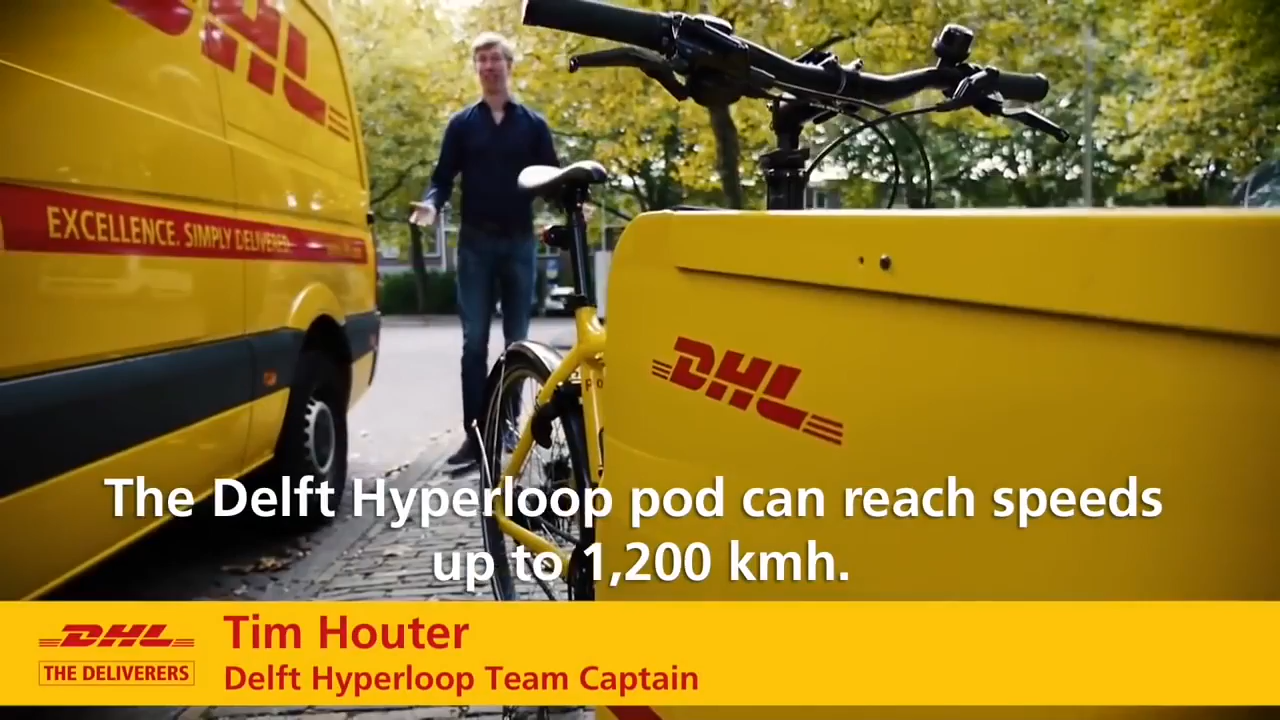 DHL
EXCELLENCE. SIMPLY DELIVERED.
DHL
The Delft Hyperloop pod can reach speeds
up to 1,200 kmh.
DHL
THE DELIVERERS
Tim Houter
Delft Hyperloop Team Captain